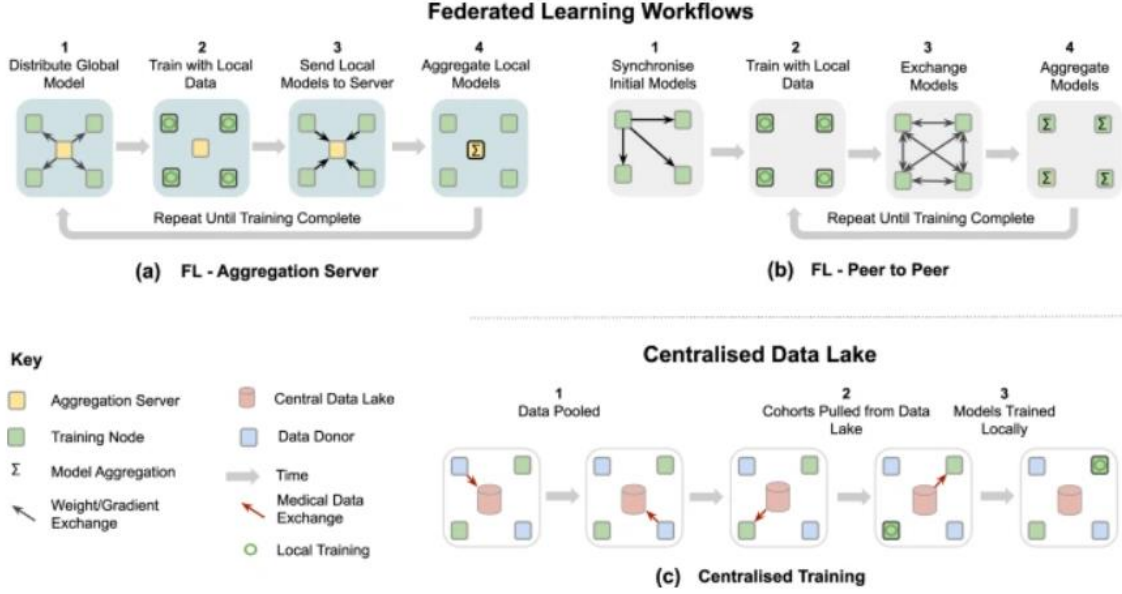 Federated Learning Workflows
1
Distribute Global
Model
2
Train with Local
Data
3
Send Local
Models to Server
4
Aggregate Local
Models
Σ
Repeat Until Training Complete
(a) FL - Aggregation Server
1
Synchronise
Initial Models
2
Train with Local
Data
3
Exchange
Models
4
Aggregate
Models
Σ Σ
Σ Σ
Repeat Until Training Complete
(b) FL - Peer to Peer
Key
Aggregation Server
Training Node
Σ Model Aggregation
Weight/Gradient
Exchange
Central Data Lake
Data Donor
Time
Medical Data
Exchange
Local Training
Centralised Data Lake
1
Data Pooled
2
Cohorts Pulled from Data
Lake
3
Models Trained
Locally
(c) Centralised Training